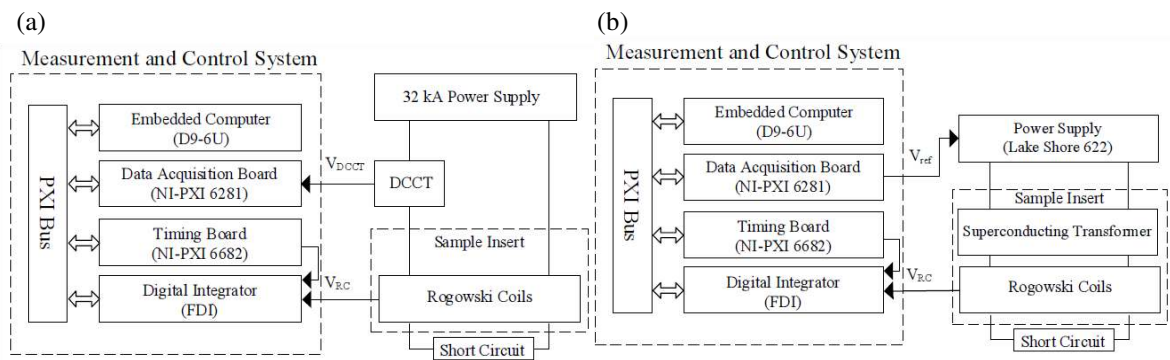 (a)
Measurement and Control System
PXI Bus
Embedded Computer
(D9-6U)
Data Acquisition Board
(NI-PXI 6281)
Timing Board
(NI-PXI 6682)
Digital Integrator
(FDI)
V_DCCT
V_RC
32 kA Power Supply
DCCT
Sample Insert
Rogowski Coils
Short Circuit
(b)
Measurement and Control System
PXI Bus
Embedded Computer
(D9-6U)
Data Acquisition Board
(NI-PXI 6281)
Timing Board
(NI-PXI 6682)
Digital Integrator
(FDI)
V_ref
V_RC
Power Supply
(Lake Shore 622)
Sample Insert
Superconducting Transformer
Rogowski Coils
Short Circuit